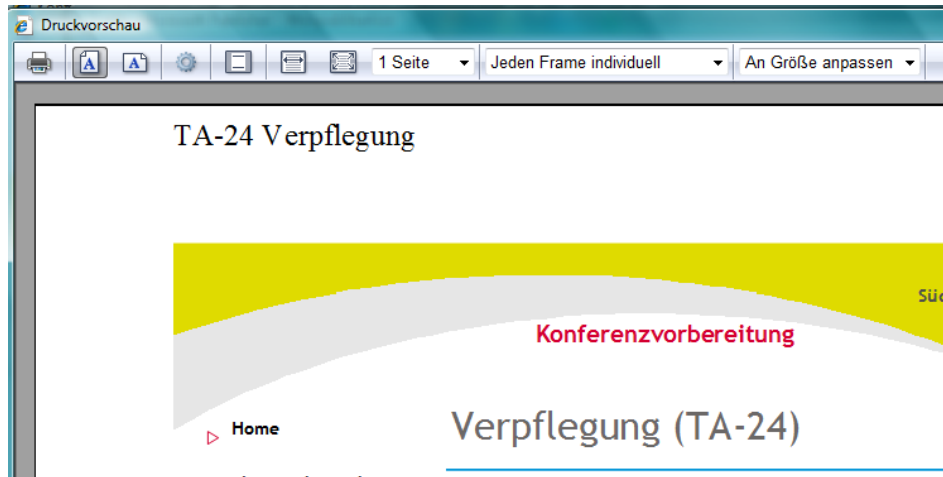 Druckvorschau
A A 1 Seite Jeden Frame individuell An Größe anpassen
TA-24 Verpflegung
Konferenzvorbereitung
Home
Verpflegung (TA-24)